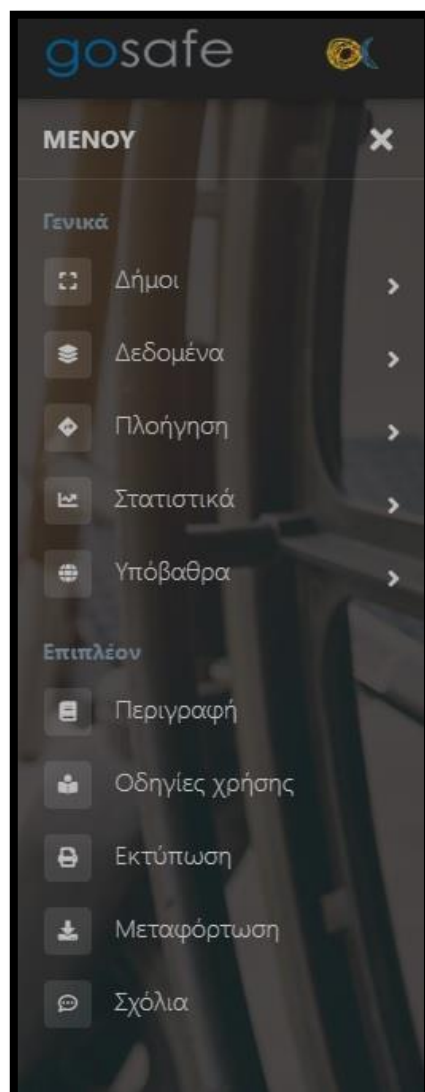 gosafe
ΜΕΝΟΥ
Γενικά
Δήμοι
Δεδομένα
Πλοήγηση
Στατιστικά
Υπόβαθρα
Επιπλέον
Περιγραφή
Οδηγίες χρήσης
Εκτύπωση
Μεταφόρτωση
Σχόλια